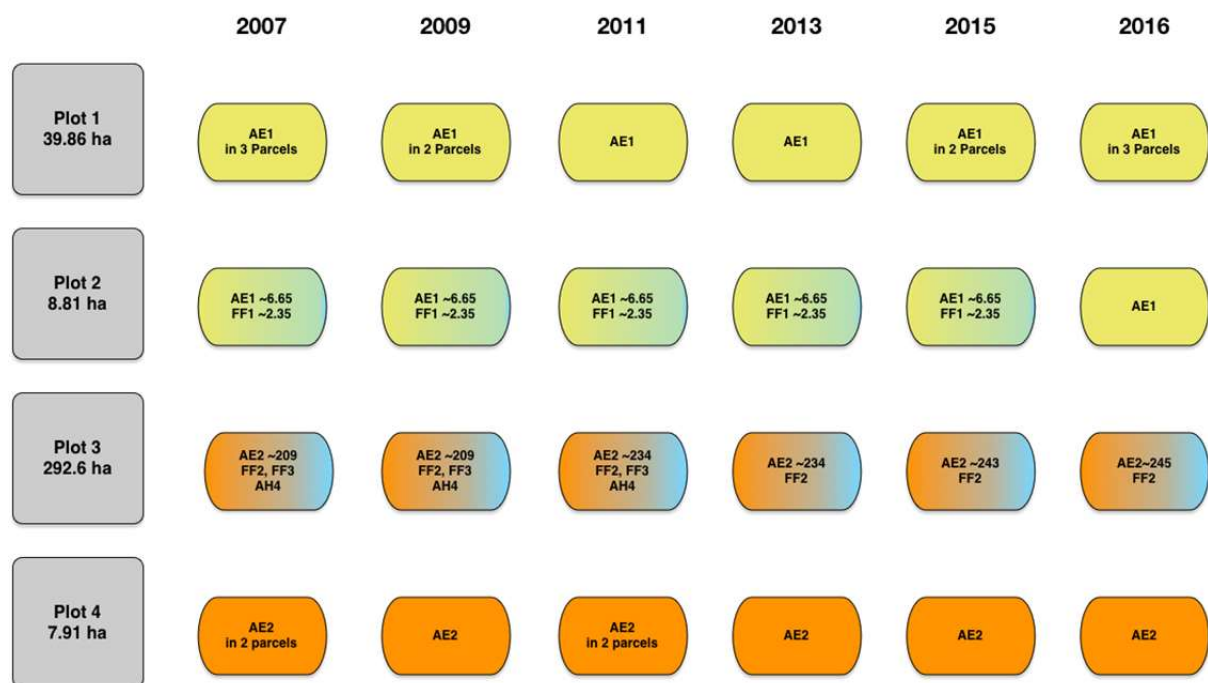 2007 2009 2011 2013 2015 2016
Plot 1
39.86 ha
AE1
in 3 Parcels
AE1
in 2 Parcels
AE1
AE1
AE1
in 2 Parcels
AE1
in 3 Parcels
Plot 2
8.81 ha
AE1 ~6.65
FF1 ~2.35
AE1 ~6.65
FF1 ~2.35
AE1 ~6.65
FF1 ~2.35
AE1 ~6.65
FF1 ~2.35
AE1 ~6.65
FF1 ~2.35
AE1
Plot 3
292.6 ha
AE2 ~209
FF2, FF3
AH4
AE2 ~209
FF2, FF3
AH4
AE2 ~234
FF2, FF3
AH4
AE2 ~234
FF2
AE2 ~243
FF2
AE2~245
FF2
Plot 4
7.91 ha
AE2
in 2 parcels
AE2
AE2
in 2 parcels
AE2
AE2
AE2